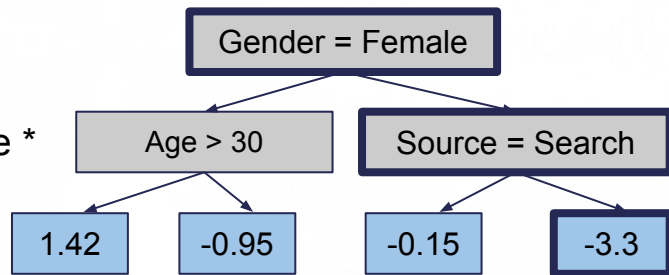 Gender = Female
e *
Age > 30
Source = Search
1.42
-0.95
-0.15
-3.3